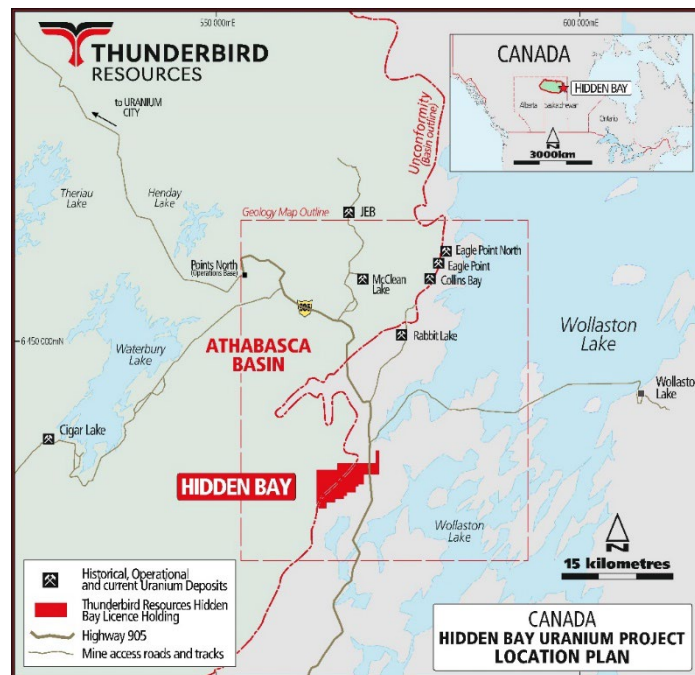 550 000mE
600 000mE
THUNDERBIRD
RESOURCES
CANADA
HIDDEN BAY
Alberta
Saskatchewan
Ontario
N
3000km
to URANIUM
CITY
Unconformity
(Basin outline)
Theriau
Lake
Henday
Lake
Geology Map Outline
JEB
Points North
(Operations Base)
McClean
Lake
Eagle Point North
Eagle Point
Collins Bay
905
Rabbit Lake
6 450 000mN
Waterbury
Lake
ATHABASCA
BASIN
Wollaston
Lake
Wollaston
Lake
Cigar Lake
HIDDEN BAY
Wollaston
Lake
N
15 kilometres
Historical, Operational
and current Uranium Deposits
Thunderbird Resources Hidden
Bay Licence Holding
Highway 905
Mine access roads and tracks
CANADA
HIDDEN BAY URANIUM PROJECT
LOCATION PLAN